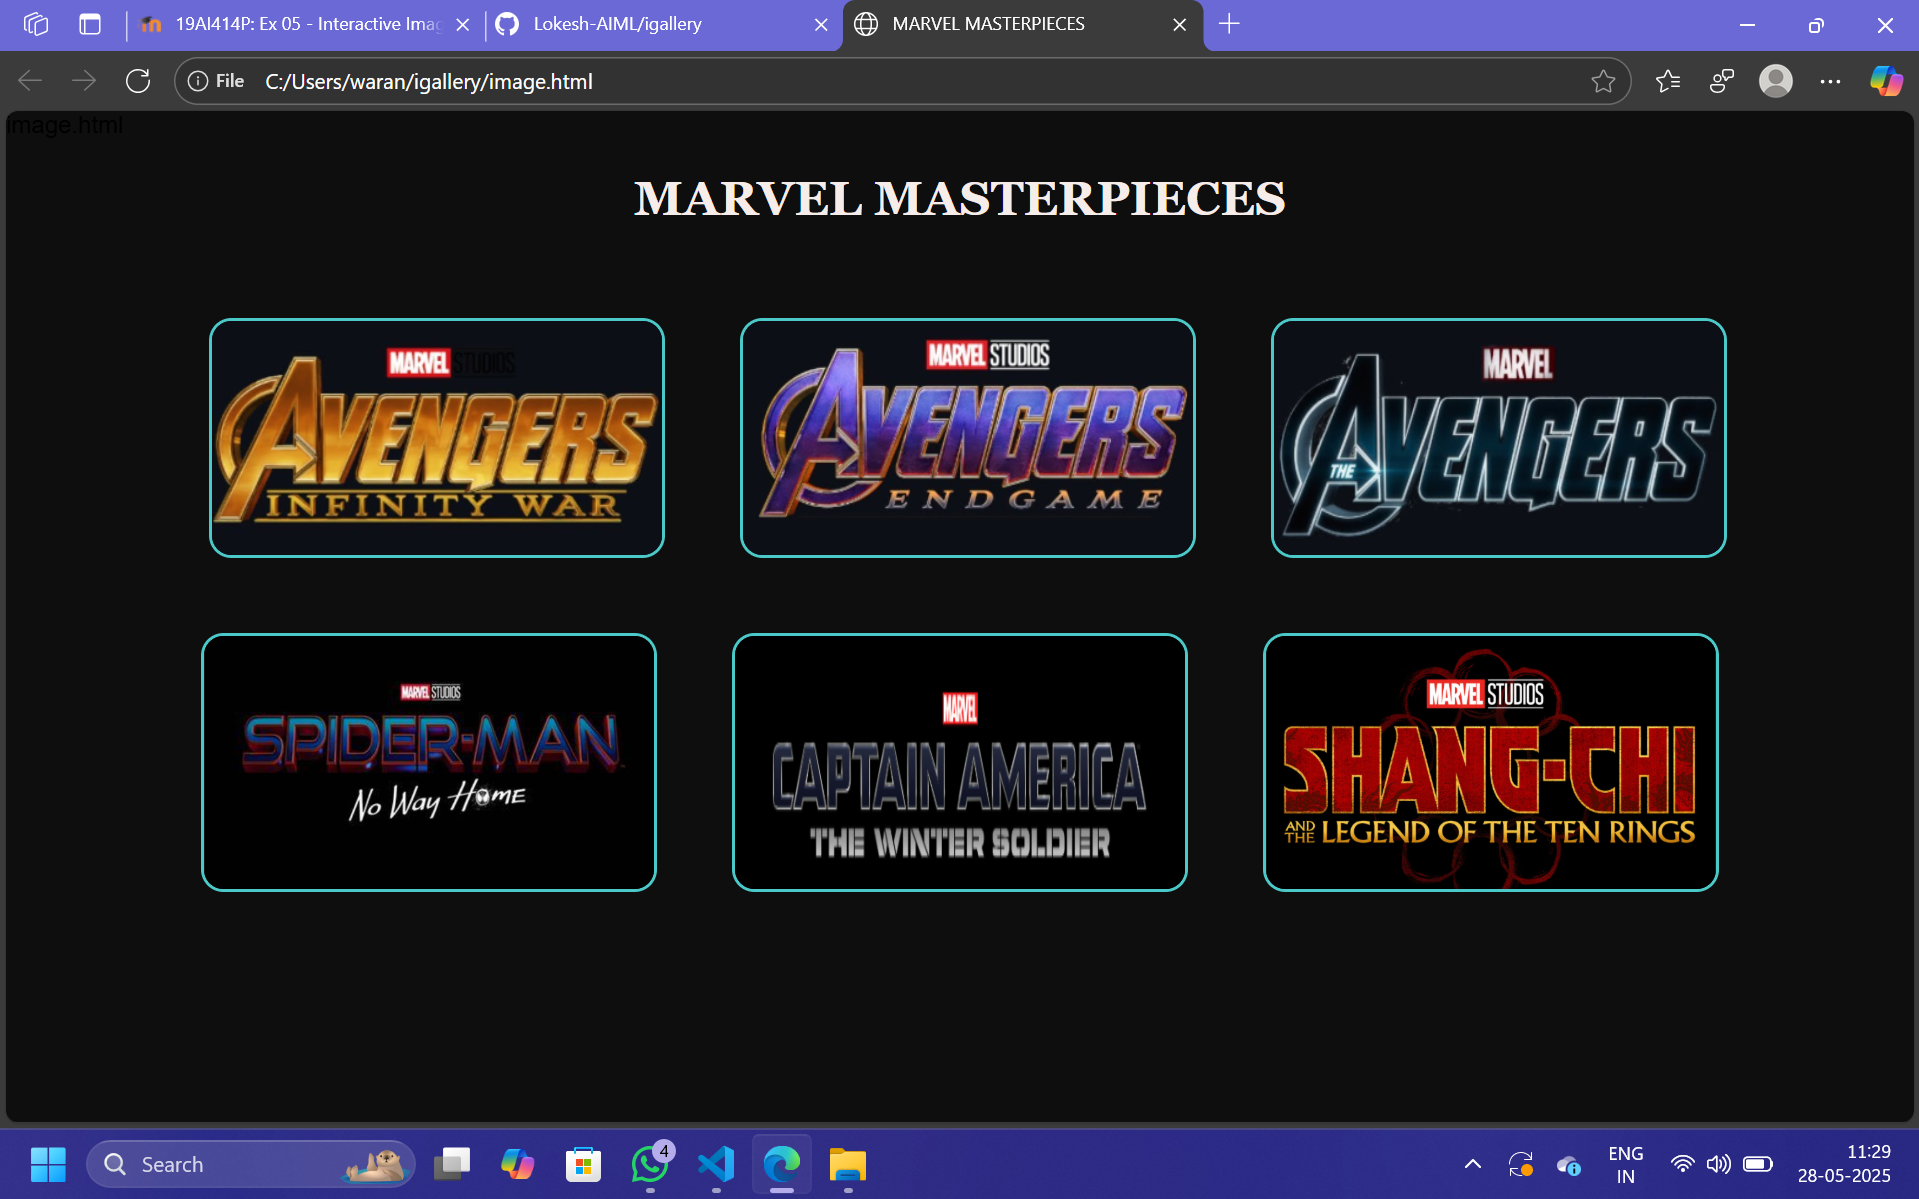 19AI414P: Ex 05 - Interactive Imag
Lokesh-AIML/igallery
MARVEL MASTERPIECES
File C:/Users/waran/igallery/image.html
image.html
MARVEL MASTERPIECES
MARVEL STUDIOS
AVENGERS
INFINITY WAR
MARVEL STUDIOS
AVENGERS
ENDGAME
MARVEL
THE AVENGERS
MARVEL STUDIOS
SPIDER-MAN
NO WAY HOME
MARVEL
CAPTAIN AMERICA
THE WINTER SOLDIER
MARVEL STUDIOS
SHANG-CHI
AND THE LEGEND OF THE TEN RINGS
Search
4
ENG
IN
11:29
28-05-2025